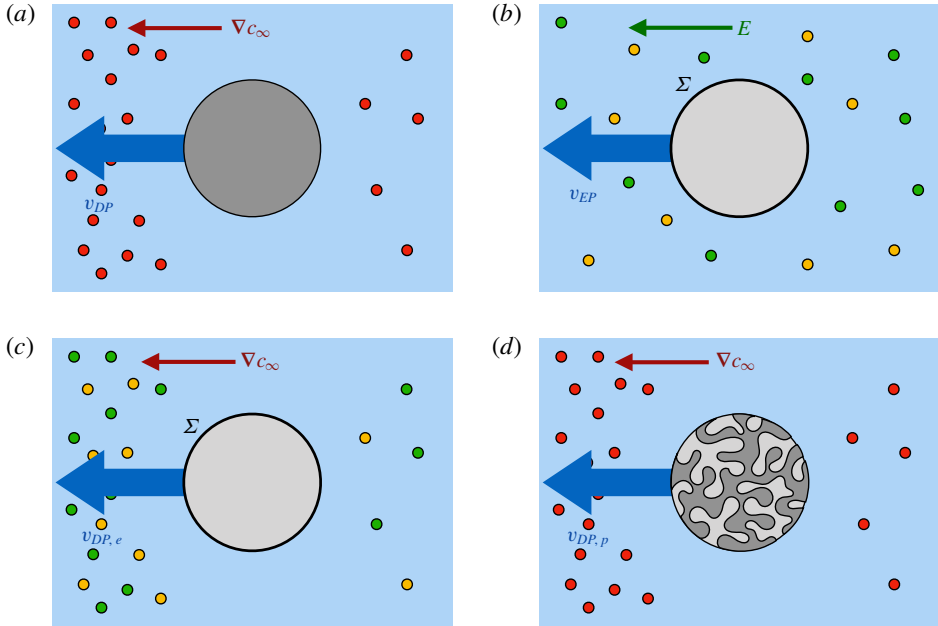 (a)
∇c∞
v_DP
(b)
E
Σ
v_EP
(c)
∇c∞
Σ
v_DP, e
(d)
∇c∞
v_DP, p